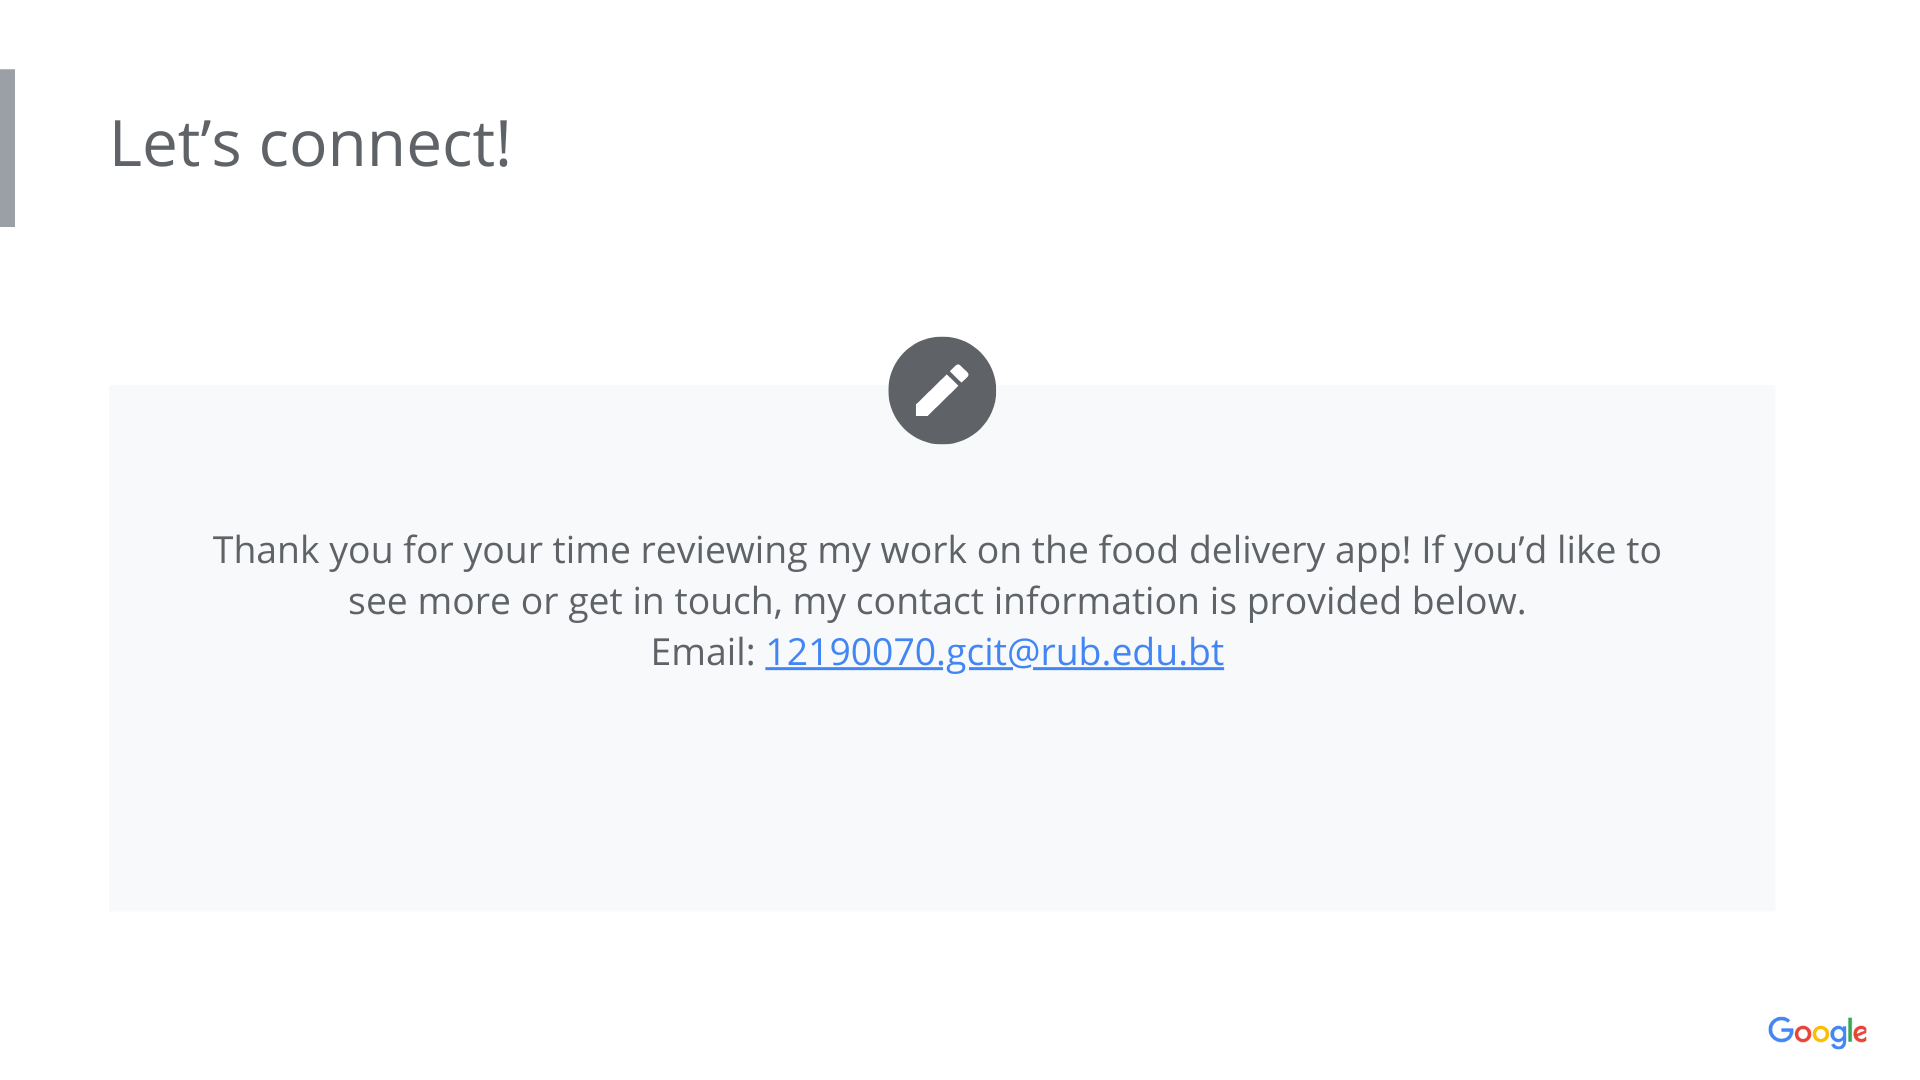 Let’s connect!
Thank you for your time reviewing my work on the food delivery app! If you’d like to
see more or get in touch, my contact information is provided below.
Email: 12190070.gcit@rub.edu.bt
Google